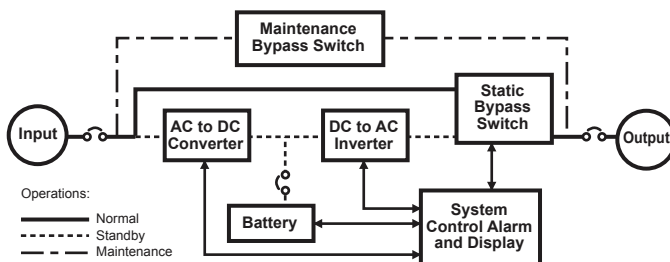 Maintenance
Bypass Switch
Static
Bypass
Switch
Input
AC to DC
Converter
DC to AC
Inverter
Output
Operations:
Normal
Standby
Maintenance
Battery
System
Control Alarm
and Display